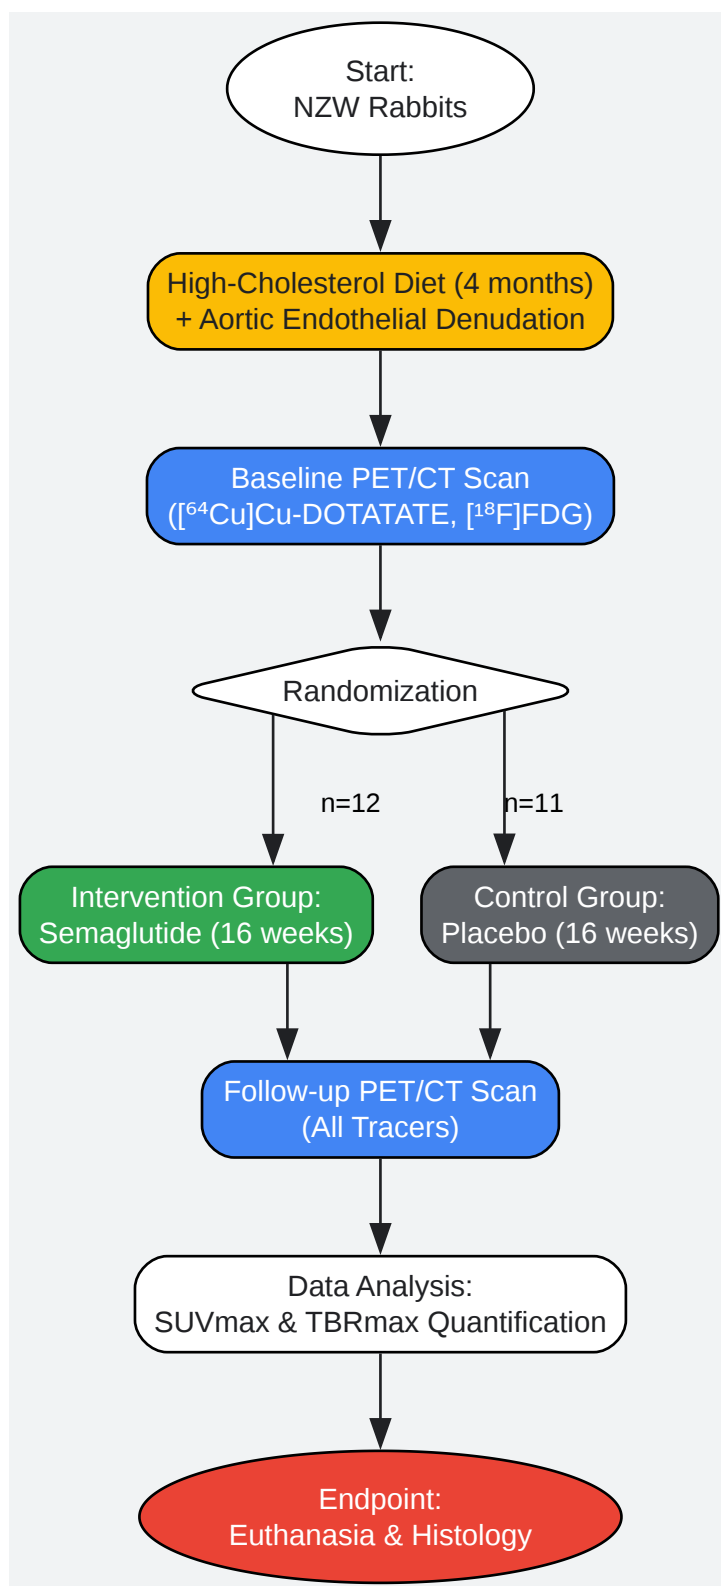 Start:
NZW Rabbits
High-Cholesterol Diet (4 months)
+ Aortic Endothelial Denudation
Baseline PET/CT Scan
([⁶⁴Cu]Cu-DOTATATE, [¹⁸F]FDG)
Randomization
n=12
n=11
Intervention Group:
Semaglutide (16 weeks)
Control Group:
Placebo (16 weeks)
Follow-up PET/CT Scan
(All Tracers)
Data Analysis:
SUVmax & TBRmax Quantification
Endpoint:
Euthanasia & Histology